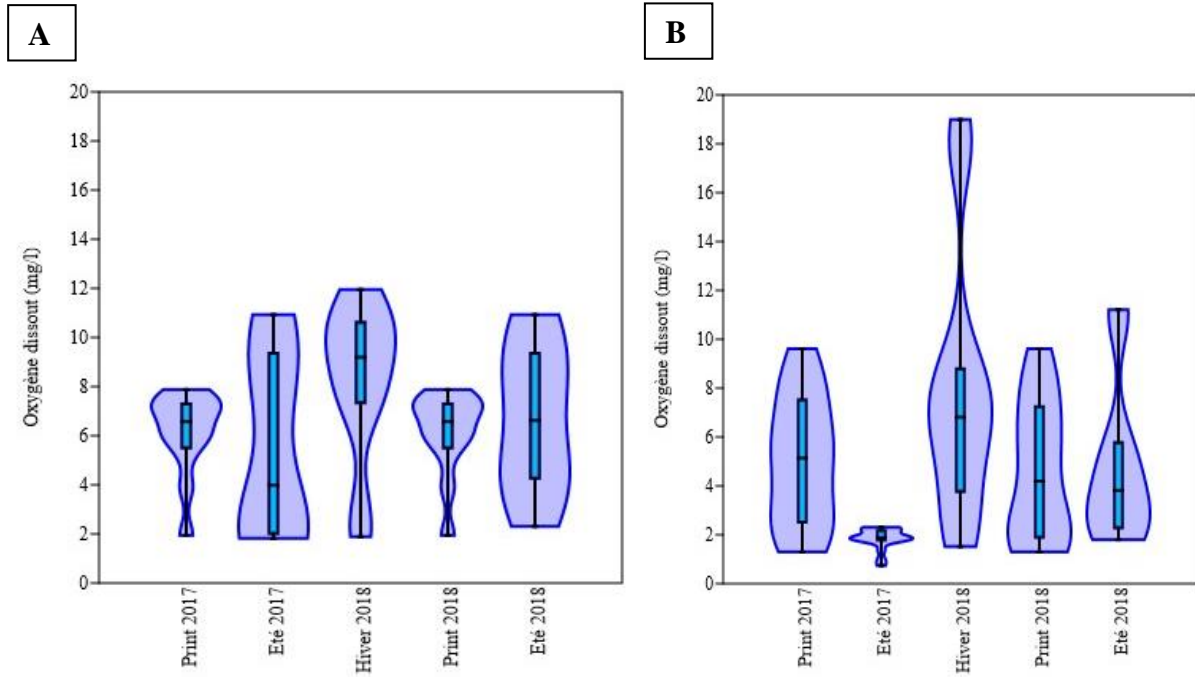 A
B
20
18
16
14
12
10
8
6
4
2
0
Oxygène dissout (mg/l)
Print 2017
Eté 2017
Hiver 2018
Print 2018
Eté 2018
20
18
16
14
12
10
8
6
4
2
0
Oxygène dissout (mg/l)
Print 2017
Eté 2017
Hiver 2018
Print 2018
Eté 2018